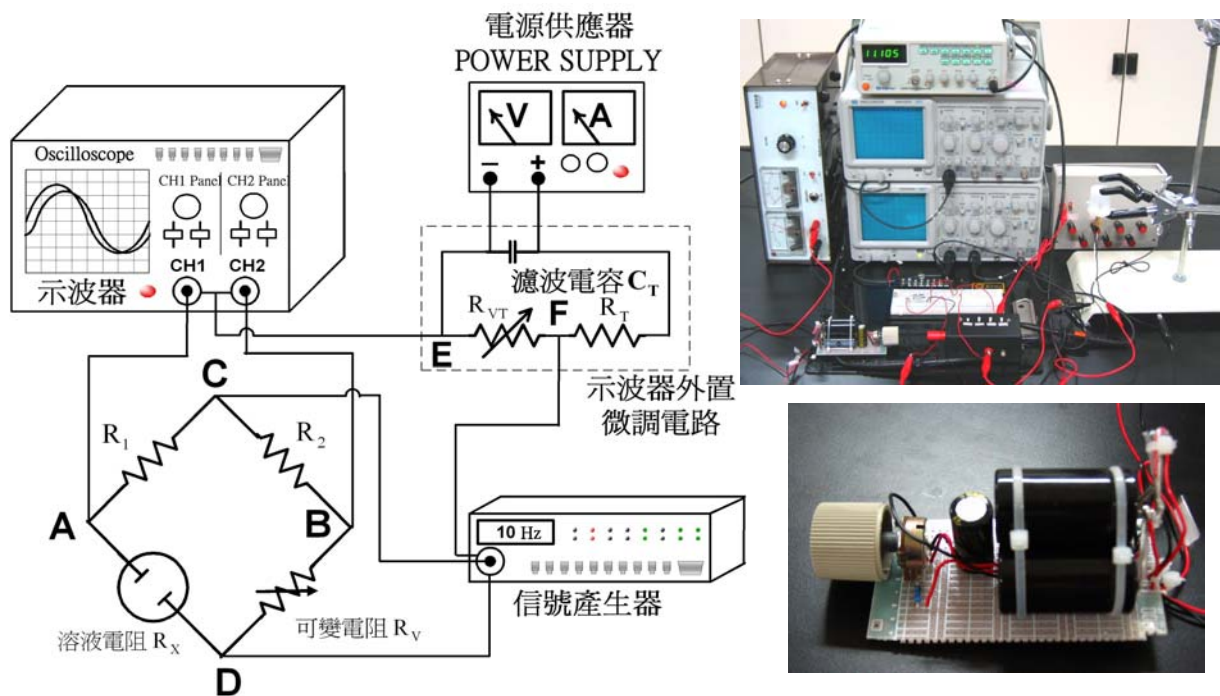 電源供應器
POWER SUPPLY
V
A
−
+
Oscilloscope
CH1 Panel
CH2 Panel
CH1
CH2
示波器
濾波電容 C_T
R_VT
F
R_T
E
示波器外置
微調電路
C
R_1
R_2
A
B
10 Hz
信號產生器
溶液電阻 R_X
可變電阻 R_V
D
11105